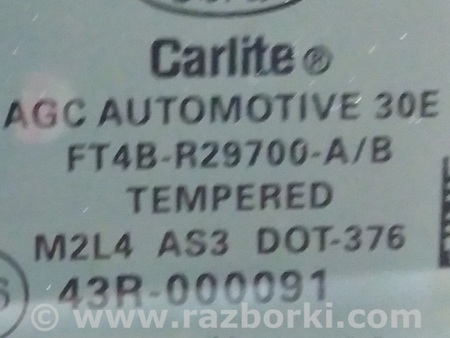 Carlite®
AGC AUTOMOTIVE 30E
FT4B-R29700-A/B
TEMPERED
M2L4 AS3 DOT-376
43R-000091
© www.razborki.com